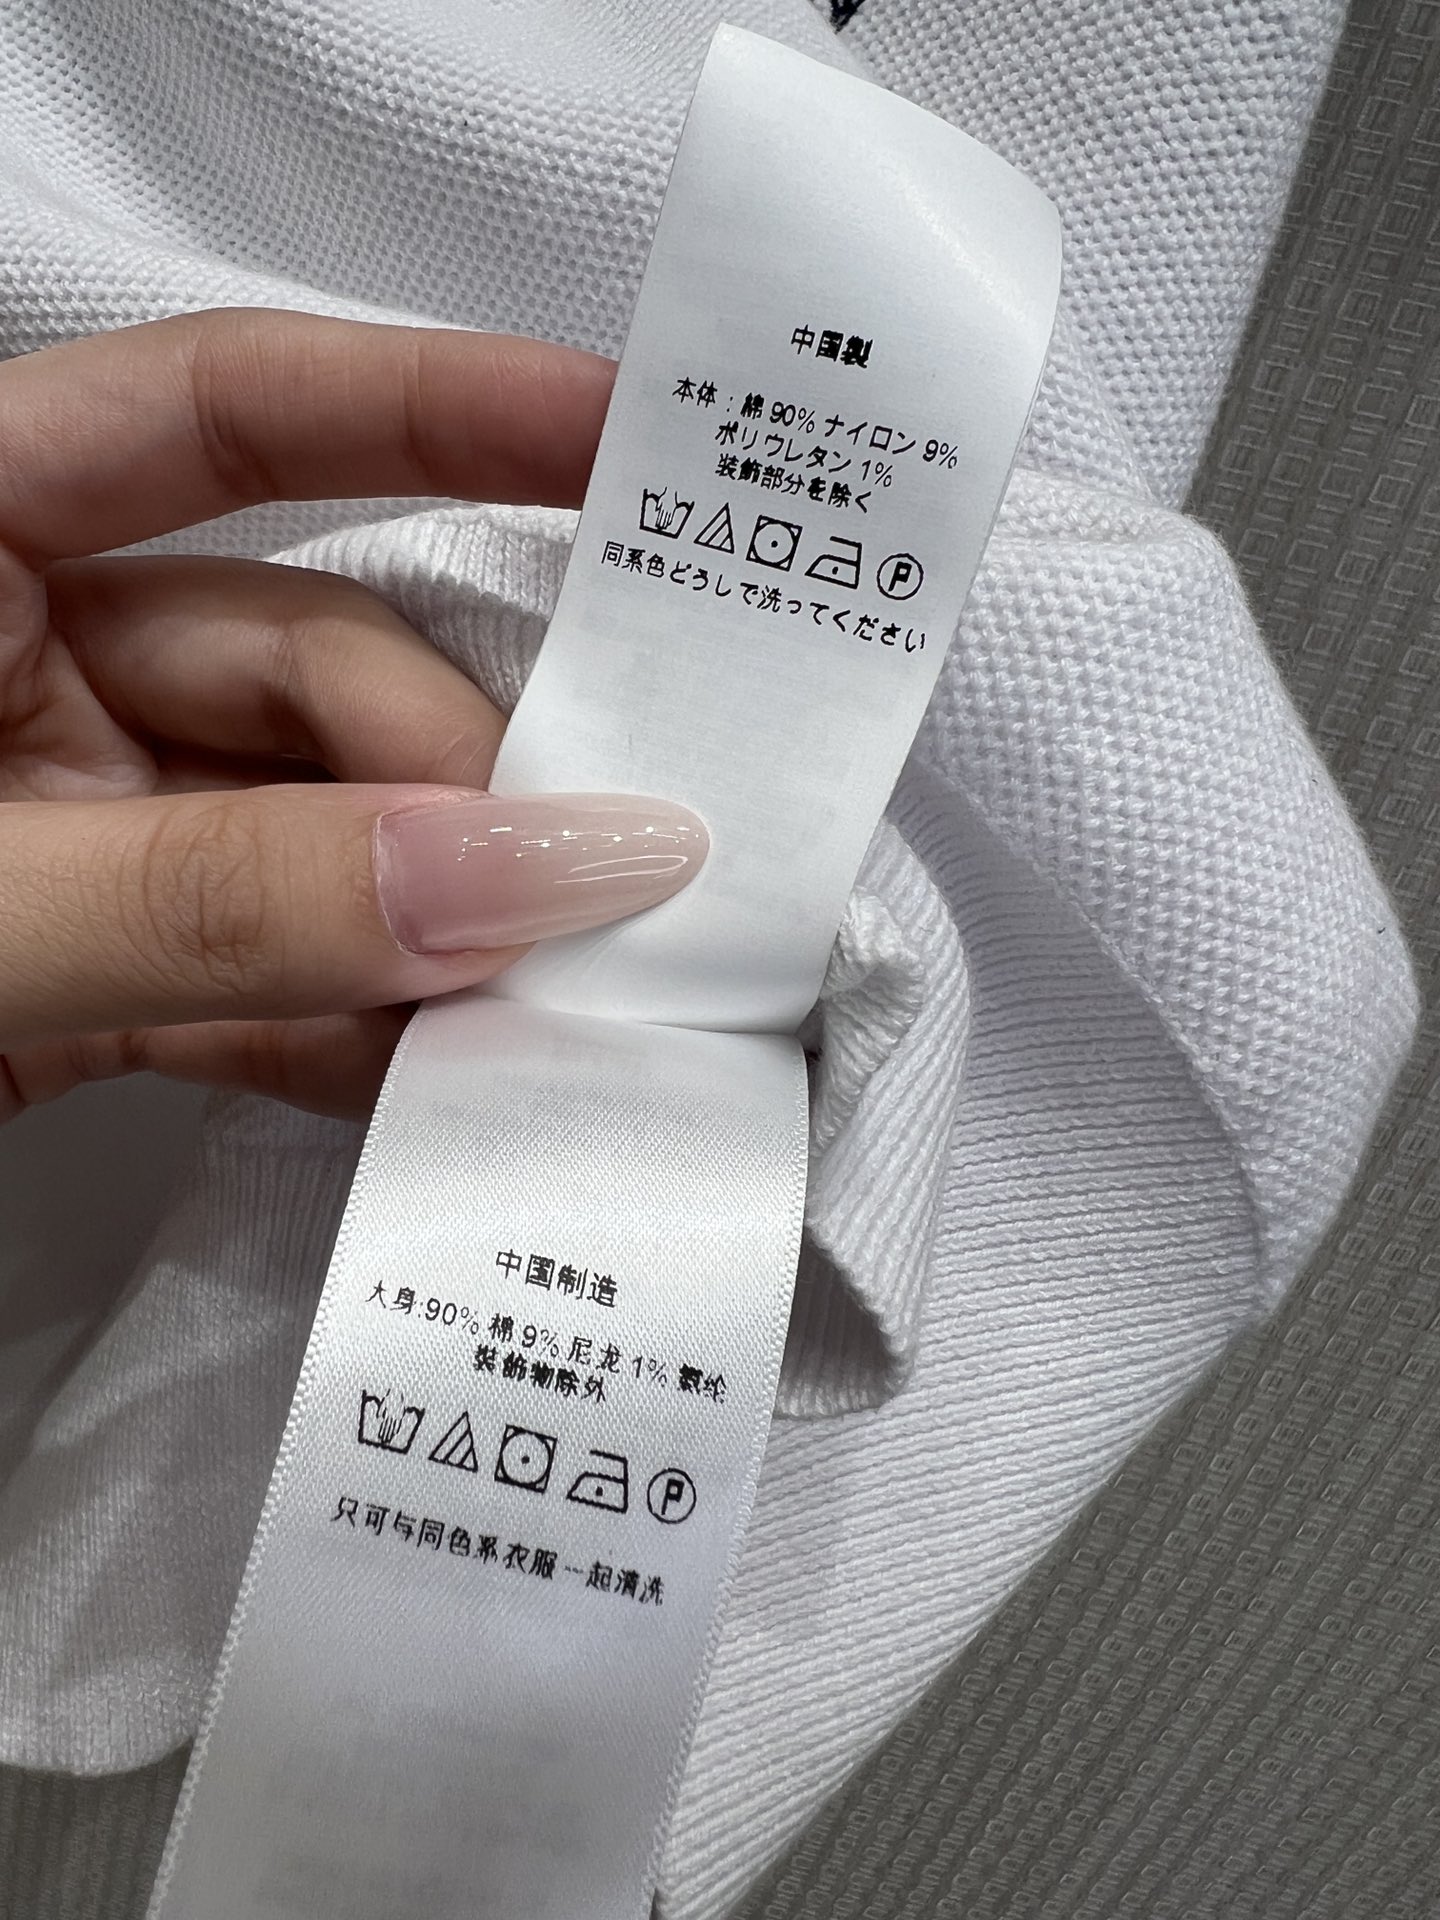 中国製
本体：綿 90% ナイロン 9%
ポリウレタン 1%
装飾部分を除く
P
同系色どうしで洗ってください
中国制造
大身:90% 棉 9% 尼龙 1% 氨纶
装飾物除外
P
只可与同色系衣服一起清洗